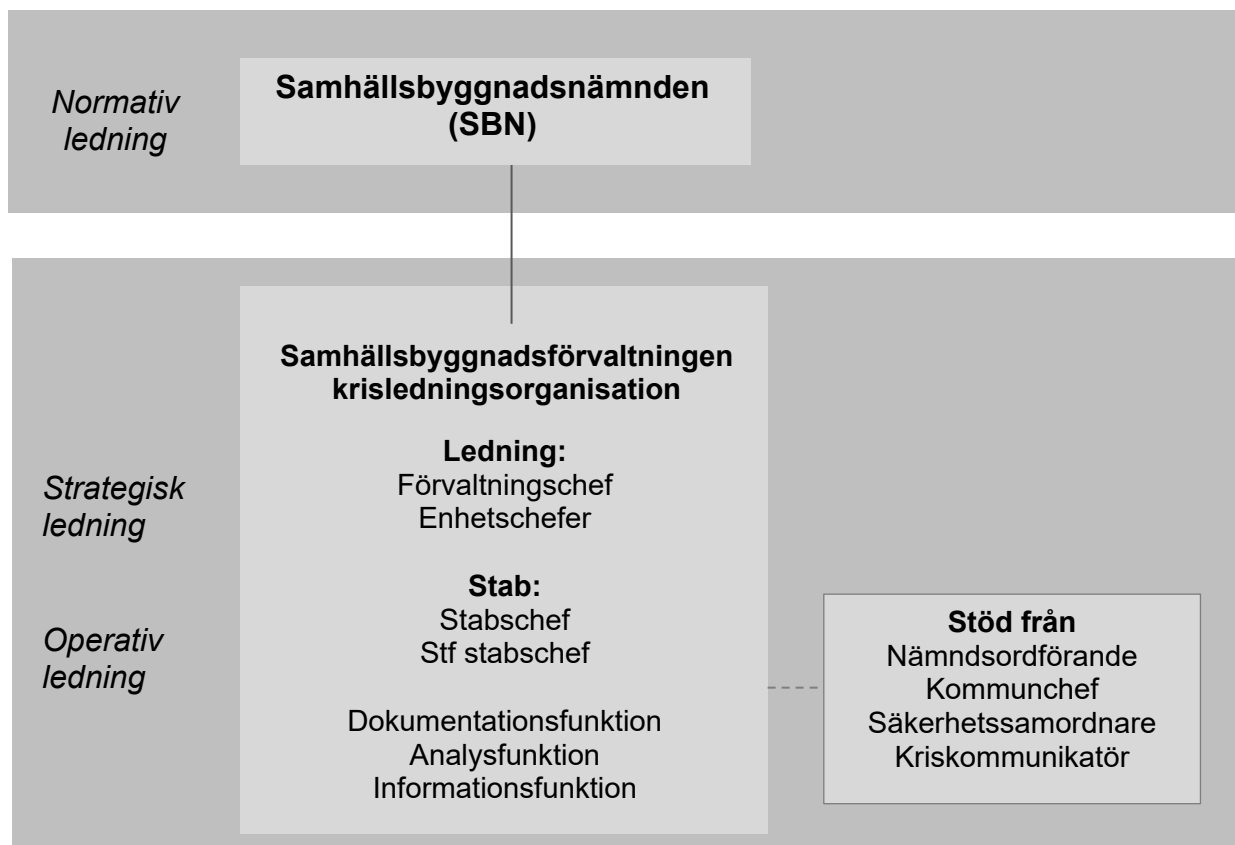 Normativ
ledning
Samhällsbyggnadsnämnden
(SBN)
Samhällsbyggnadsförvaltningen
krisledningsorganisation
Ledning:
Förvaltningschef
Enhetschefer
Strategisk
ledning
Stab:
Stabschef
Stf stabschef
Operativ
ledning
Dokumentationsfunktion
Analysfunktion
Informationsfunktion
Stöd från
Nämndsordförande
Kommunchef
Säkerhetssamordnare
Kriskommunikatör